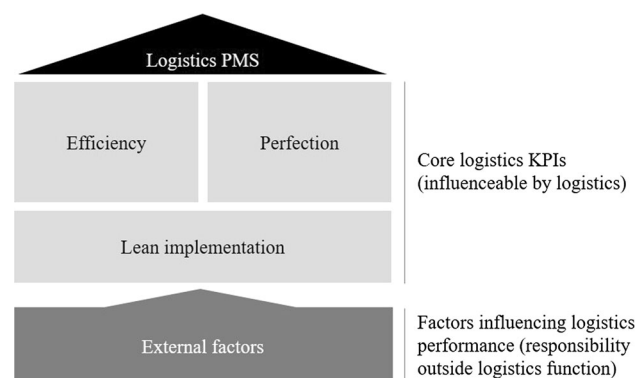 Logistics PMS
Efficiency
Perfection
Core logistics KPIs
(influenceable by logistics)
Lean implementation
External factors
Factors influencing logistics
performance (responsibility
outside logistics function)